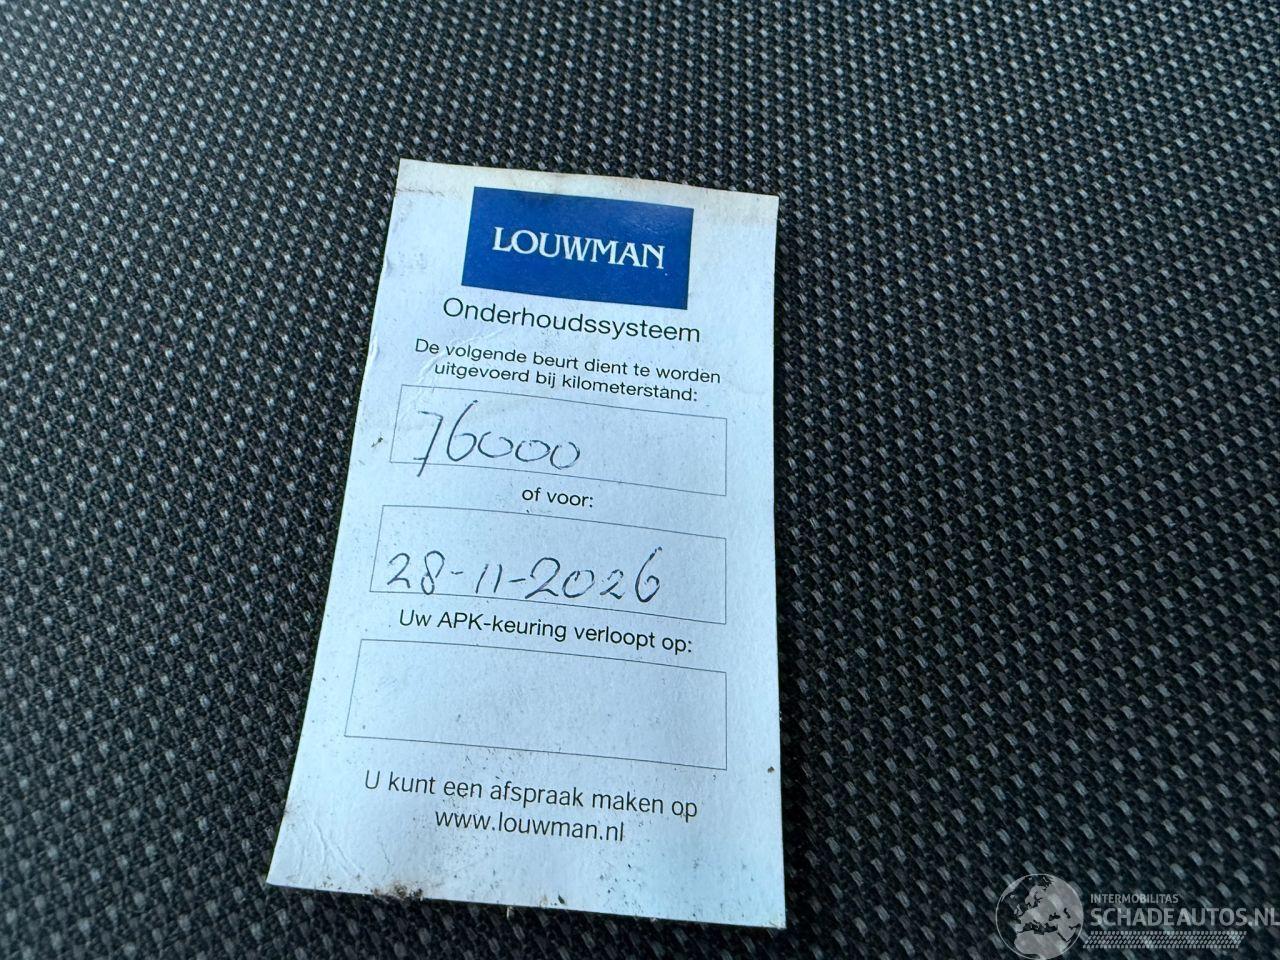 LOUWMAN
Onderhoudssysteem
De volgende beurt dient te worden
uitgevoerd bij kilometerstand:
76000
of voor:
28-11-2026
Uw APK-keuring verloopt op:
U kunt een afspraak maken op
www.louwman.nl
INTERMOBILITAS
SCHADEAUTOS.NL